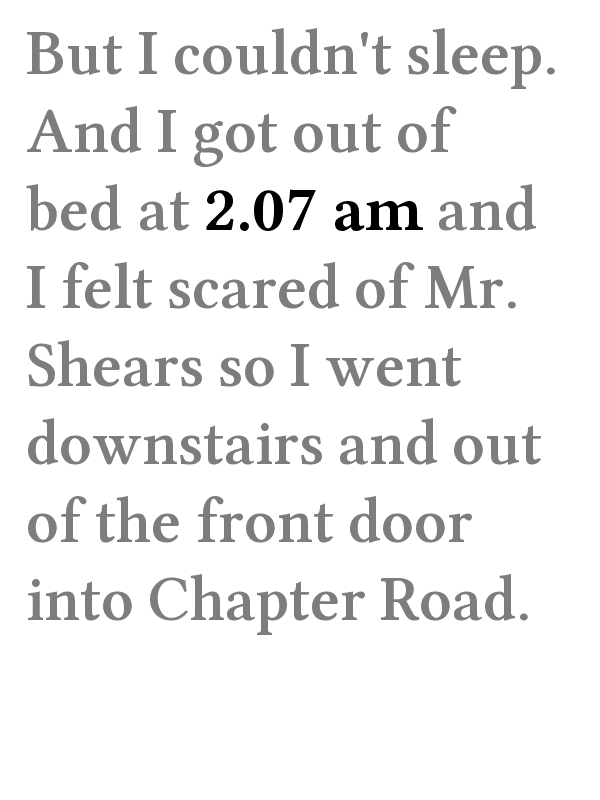 But I couldn't sleep.
And I got out of
bed at 2.07 am and
I felt scared of Mr.
Shears so I went
downstairs and out
of the front door
into Chapter Road.